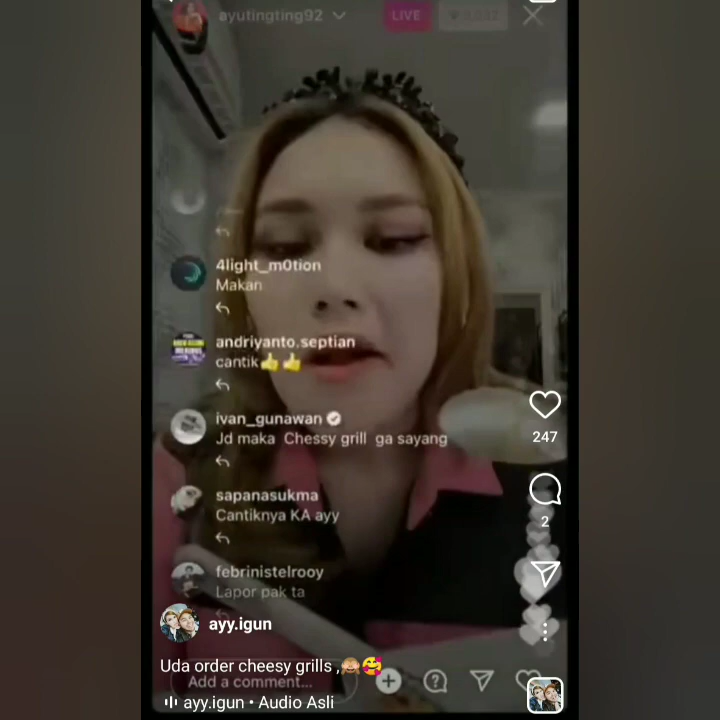 ayutingting92
LIVE
4light_m0tion
Makan
andriyanto.septian
cantik👍👍
ivan_gunawan
Jd maka Chessy grill ga sayang
sapanasukma
Cantiknya KA ayy
febrinistelrooy
Lapor pak ta
247
2
ayy.igun
Uda order cheesy grills ,🙈🥰
Add a comment...
ayy.igun • Audio Asli